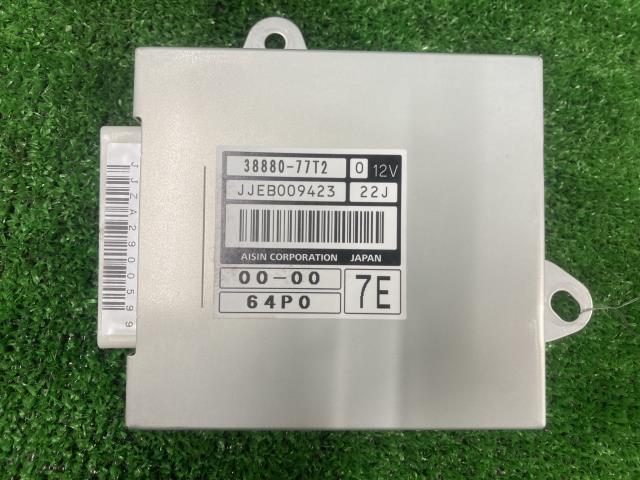 38880-77T2 0 12V
JJEB009423 22J
AISIN CORPORATION JAPAN
00-00
64P0 7E
JJZA2900599